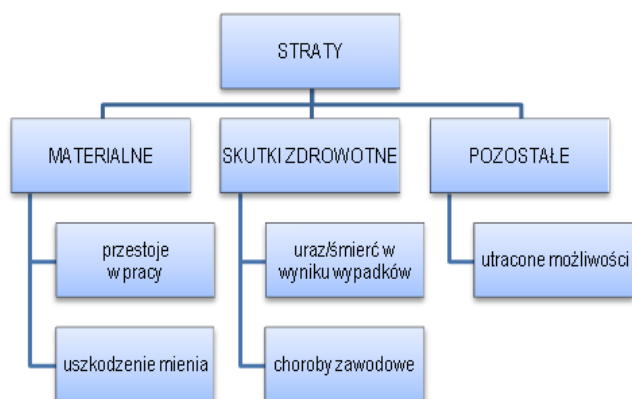 STRATY
MATERIALNE
SKUTKI ZDROWOTNE
POZOSTAŁE
przestoje
w pracy
uraz/śmierć w
wyniku wypadków
utracone możliwości
uszkodzenie mienia
choroby zawodowe